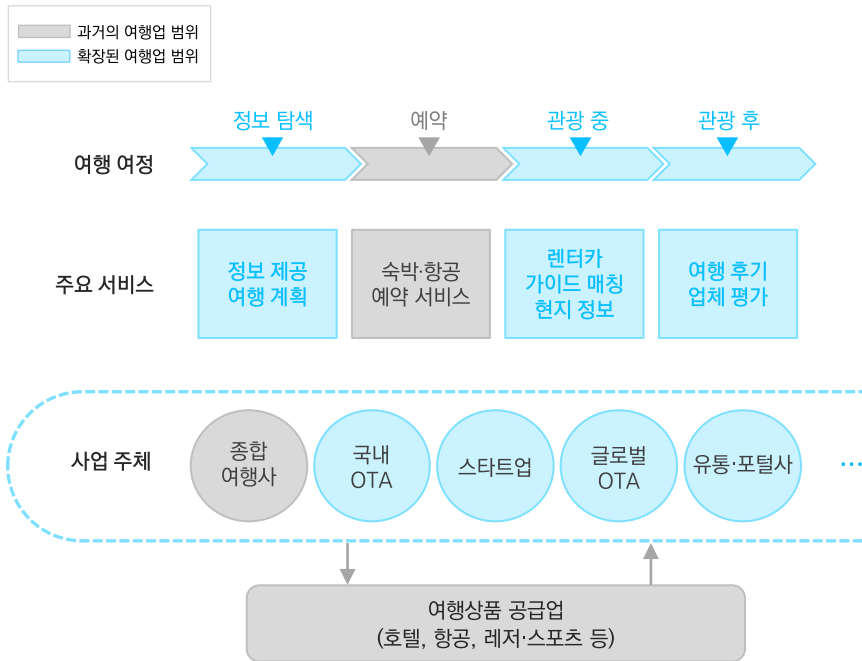 과거의 여행업 범위
확장된 여행업 범위
정보 탐색
예약
관광 중
관광 후
여행 여정
주요 서비스
정보 제공
여행 계획
숙박·항공
예약 서비스
렌터카
가이드 매칭
현지 정보
여행 후기
업체 평가
사업 주체
종합
여행사
국내
OTA
스타트업
글로벌
OTA
유통·포털사
…
여행상품 공급업
(호텔, 항공, 레저·스포츠 등)